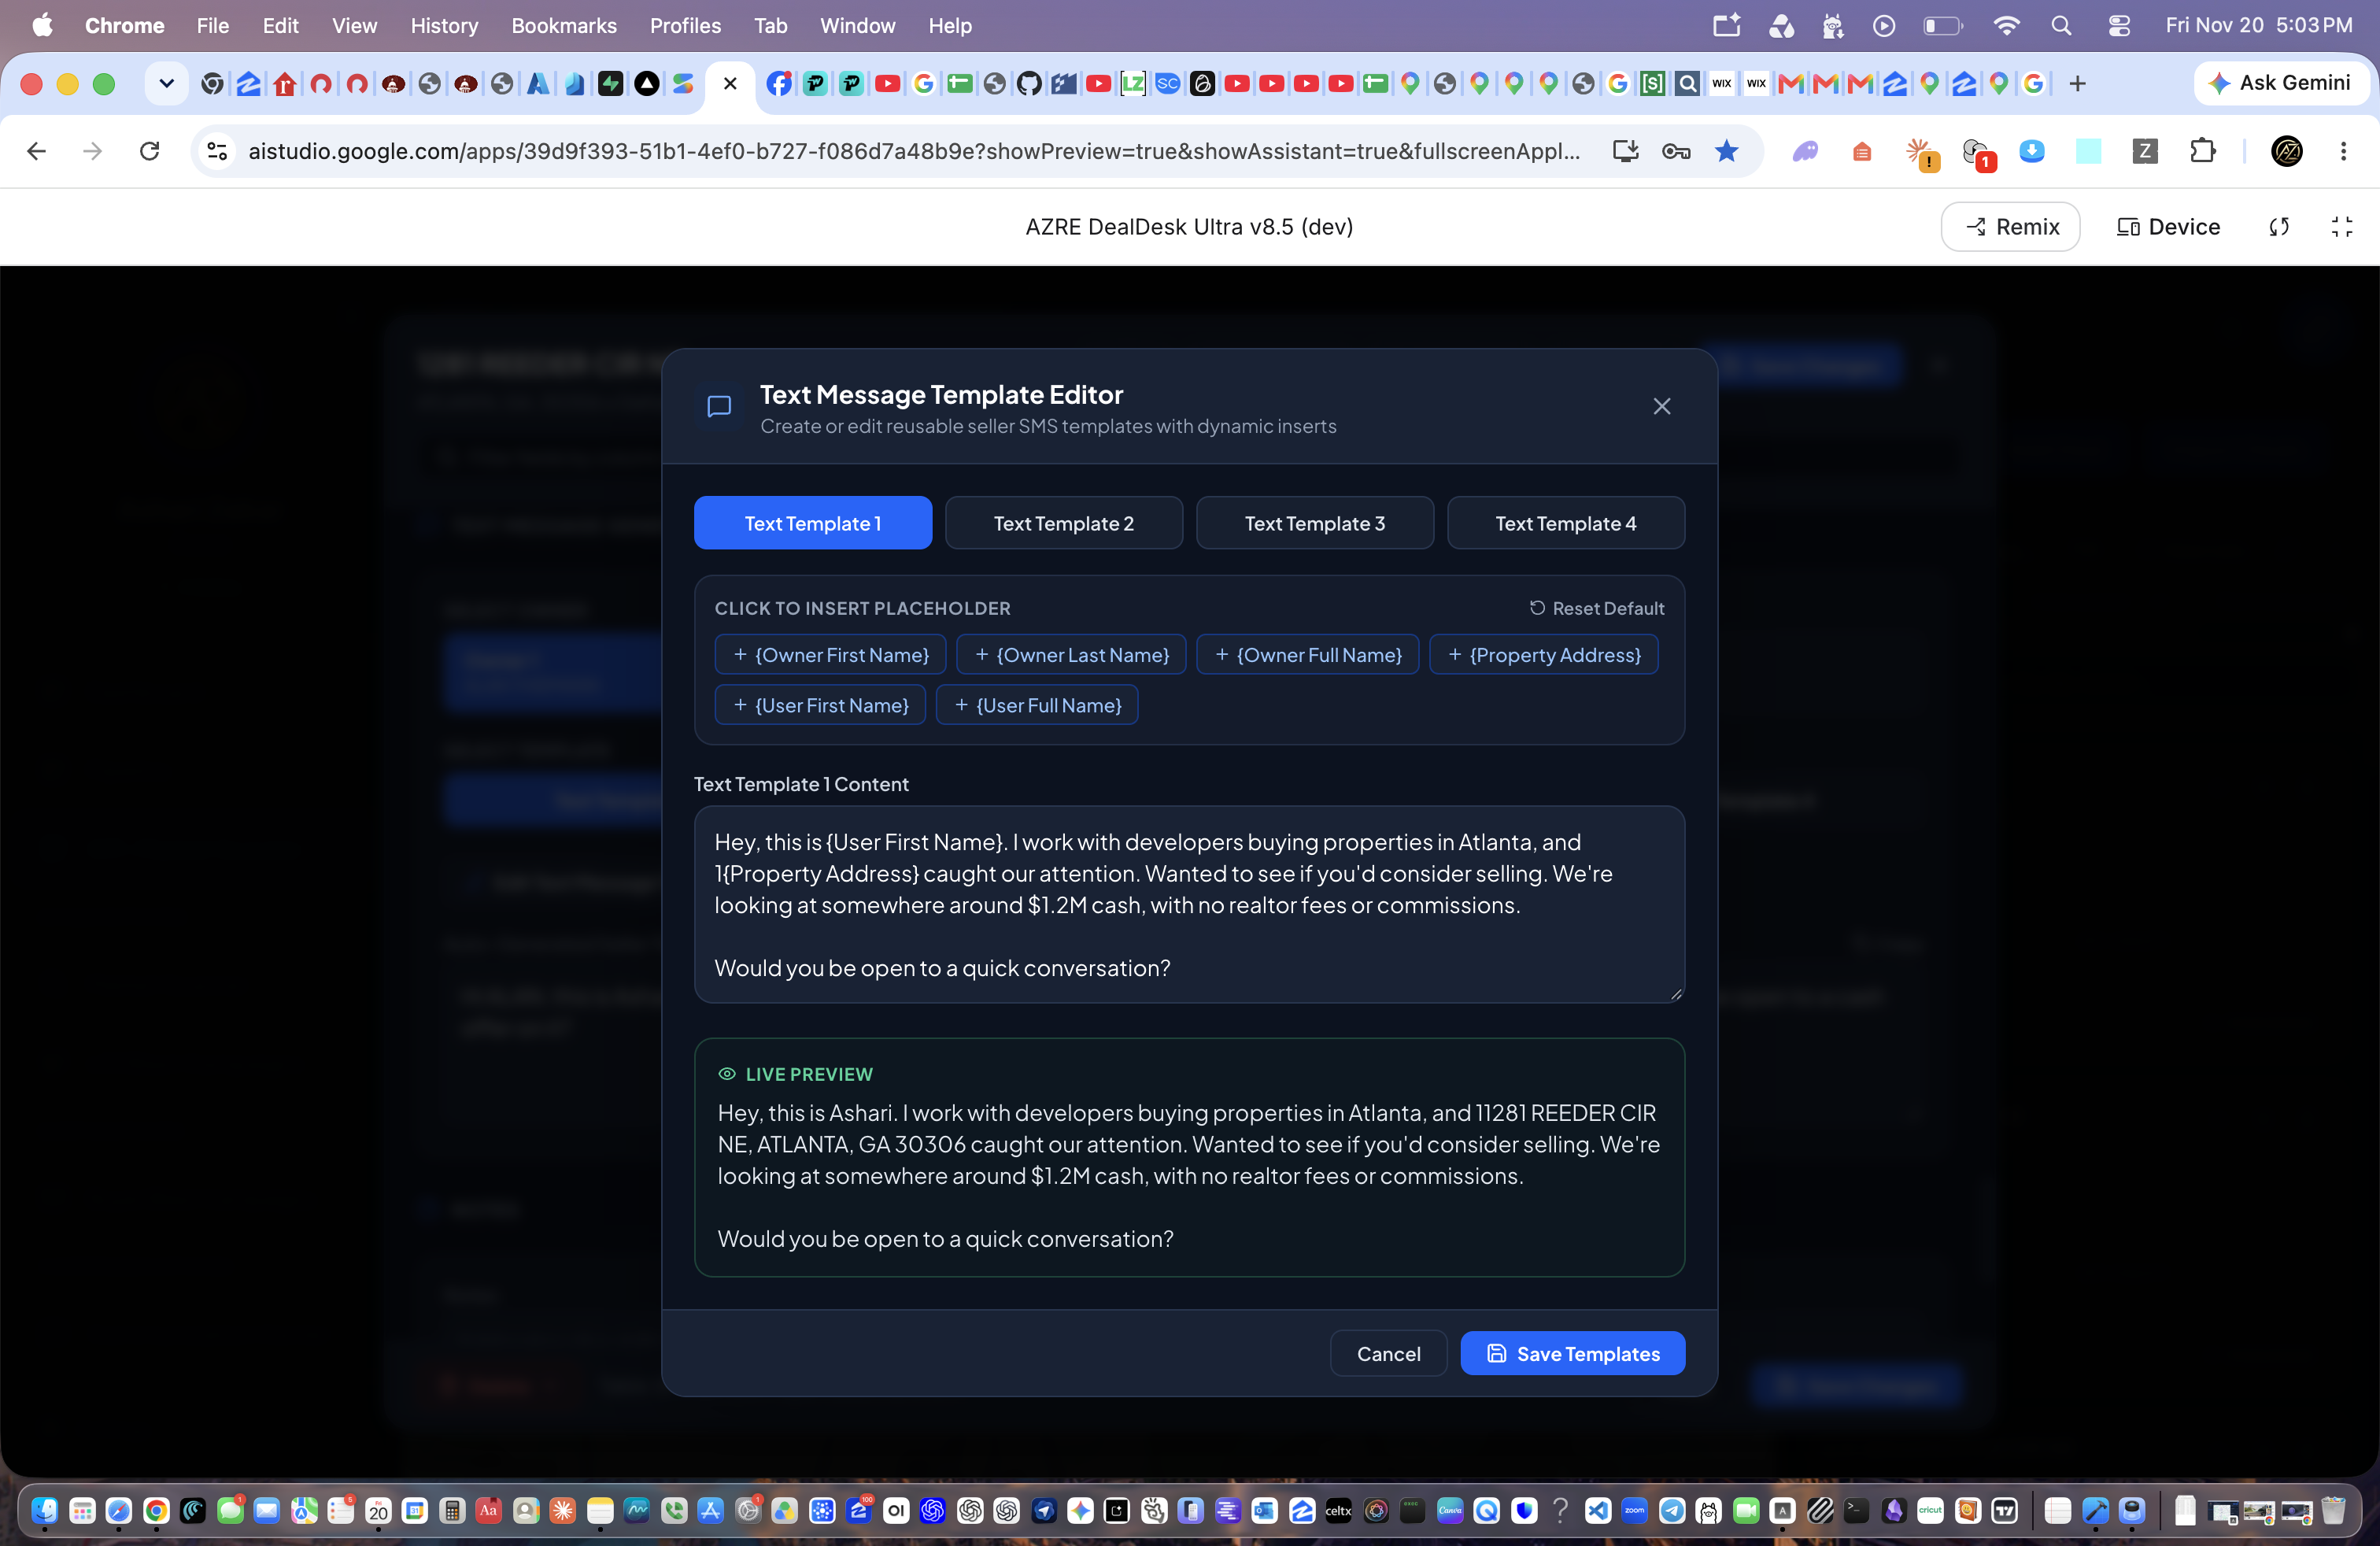 Chrome File Edit View History Bookmarks Profiles Tab Window Help Fri Nov 20 5:03 PM
Ask Gemini
aistudio.google.com/apps/39d9f393-51b1-4ef0-b727-f086d7a48b9e?showPreview=true&showAssistant=true&fullscreenAppl...
AZRE DealDesk Ultra v8.5 (dev) Remix Device
Text Message Template Editor
Create or edit reusable seller SMS templates with dynamic inserts
Text Template 1 Text Template 2 Text Template 3 Text Template 4
CLICK TO INSERT PLACEHOLDER Reset Default
+ {Owner First Name} + {Owner Last Name} + {Owner Full Name} + {Property Address}
+ {User First Name} + {User Full Name}
Text Template 1 Content
Hey, this is {User First Name}. I work with developers buying properties in Atlanta, and
1{Property Address} caught our attention. Wanted to see if you'd consider selling. We're
looking at somewhere around $1.2M cash, with no realtor fees or commissions.
Would you be open to a quick conversation?
LIVE PREVIEW
Hey, this is Ashari. I work with developers buying properties in Atlanta, and 11281 REEDER CIR
NE, ATLANTA, GA 30306 caught our attention. Wanted to see if you'd consider selling. We're
looking at somewhere around $1.2M cash, with no realtor fees or commissions.
Would you be open to a quick conversation?
Cancel Save Templates